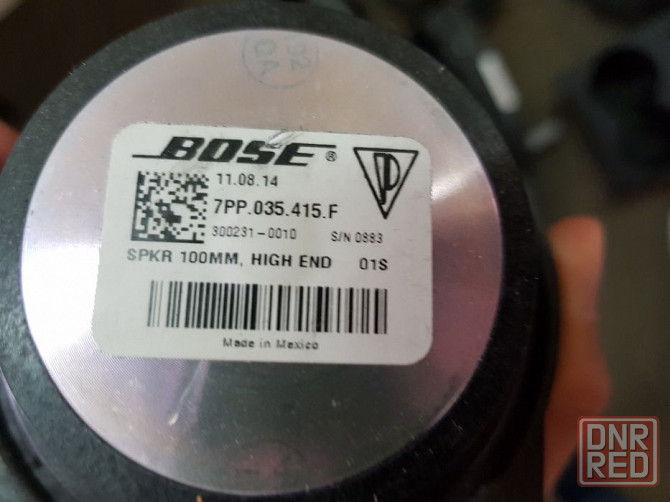 92
Q.A.
BOSE ®
11.08.14
7PP.035.415.F
300231-0010 S/N 0883
SPKR 100MM, HIGH END 01S
Made in Mexico
DNR
RED